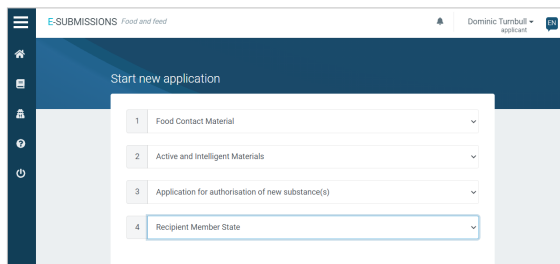 E-SUBMISSIONS Food and feed
Dominic Turnbull
applicant
EN
Start new application
1 Food Contact Material
2 Active and Intelligent Materials
3 Application for authorisation of new substance(s)
4 Recipient Member State